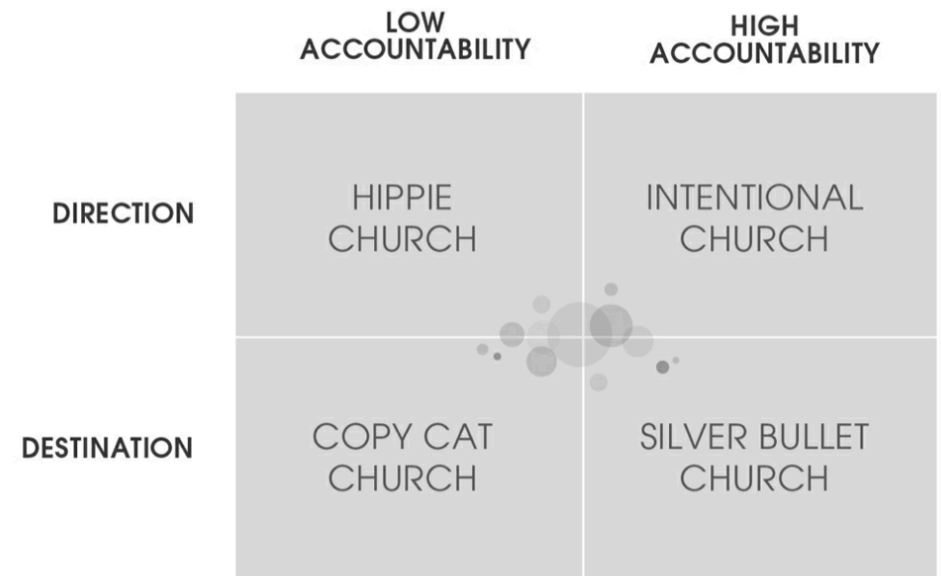 LOW
ACCOUNTABILITY
HIGH
ACCOUNTABILITY
DIRECTION
HIPPIE
CHURCH
INTENTIONAL
CHURCH
DESTINATION
COPY CAT
CHURCH
SILVER BULLET
CHURCH